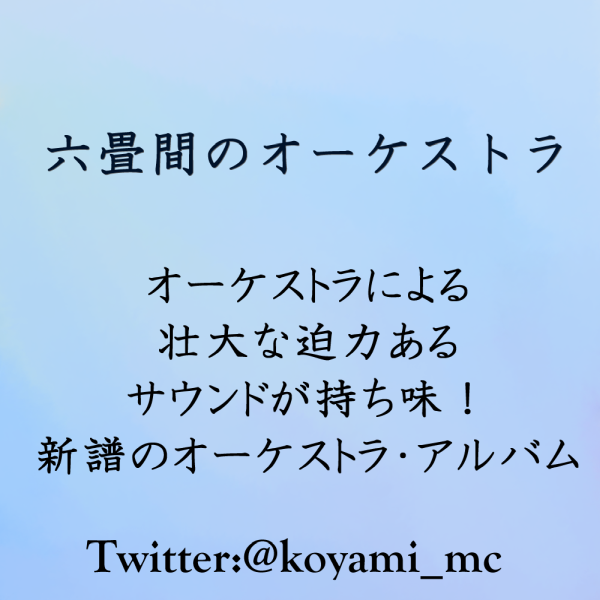 六畳間のオーケストラ
オーケストラによる
壮大な迫力ある
サウンドが持ち味！
新譜のオーケストラ・アルバム
Twitter:@koyami_mc